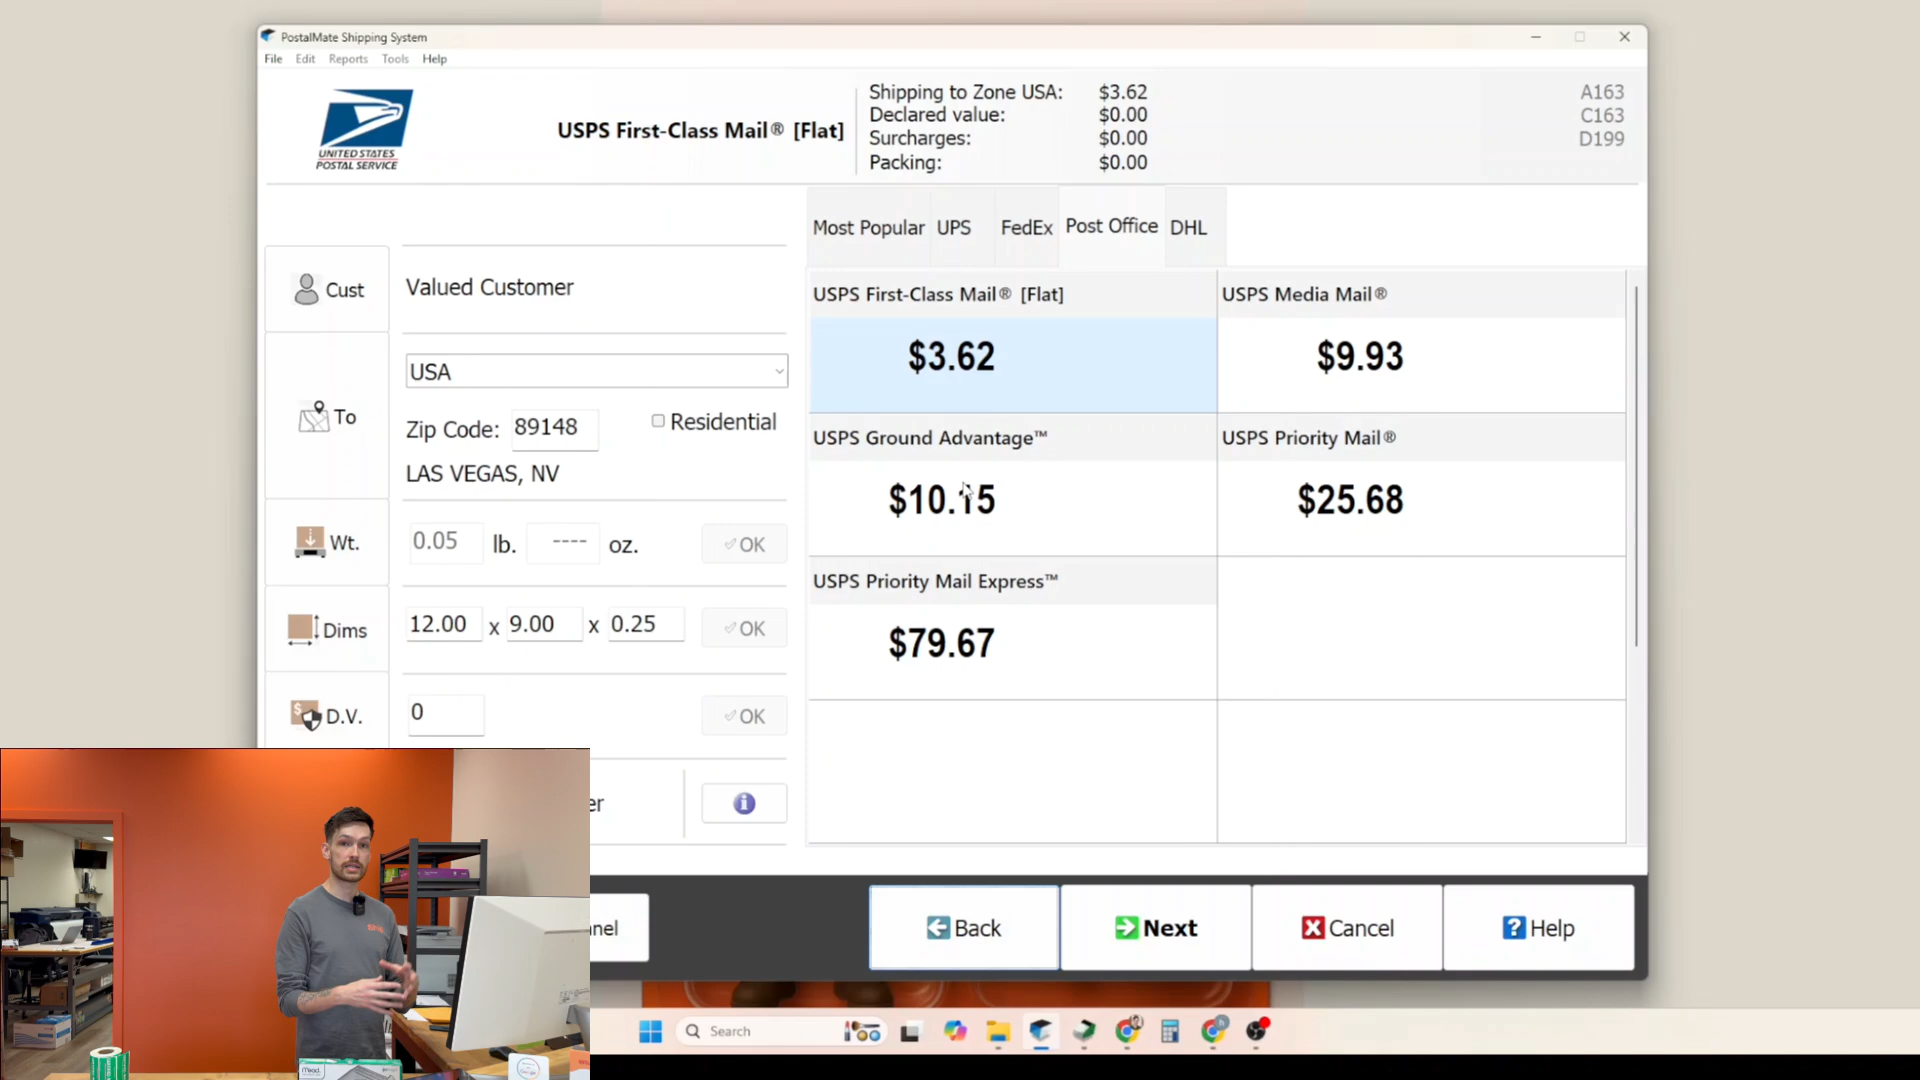 PostalMate Shipping System
File Edit Reports Tools Help
UNITED STATES
POSTAL SERVICE
USPS First-Class Mail® [Flat]
Shipping to Zone USA: $3.62
Declared value: $0.00
Surcharges: $0.00
Packing: $0.00
A163
C163
D199
Most Popular UPS FedEx Post Office DHL
Cust
Valued Customer
To
USA
Zip Code: 89148
Residential
LAS VEGAS, NV
Wt.
0.05 lb. ---- oz.
OK
Dims
12.00 x 9.00 x 0.25
OK
$
D.V.
0
OK
er
USPS First-Class Mail® [Flat]
$3.62
USPS Media Mail®
$9.93
USPS Ground Advantage™
$10.15
USPS Priority Mail®
$25.68
USPS Priority Mail Express™
$79.67
nel
Back
Next
Cancel
Help
Search
Mead